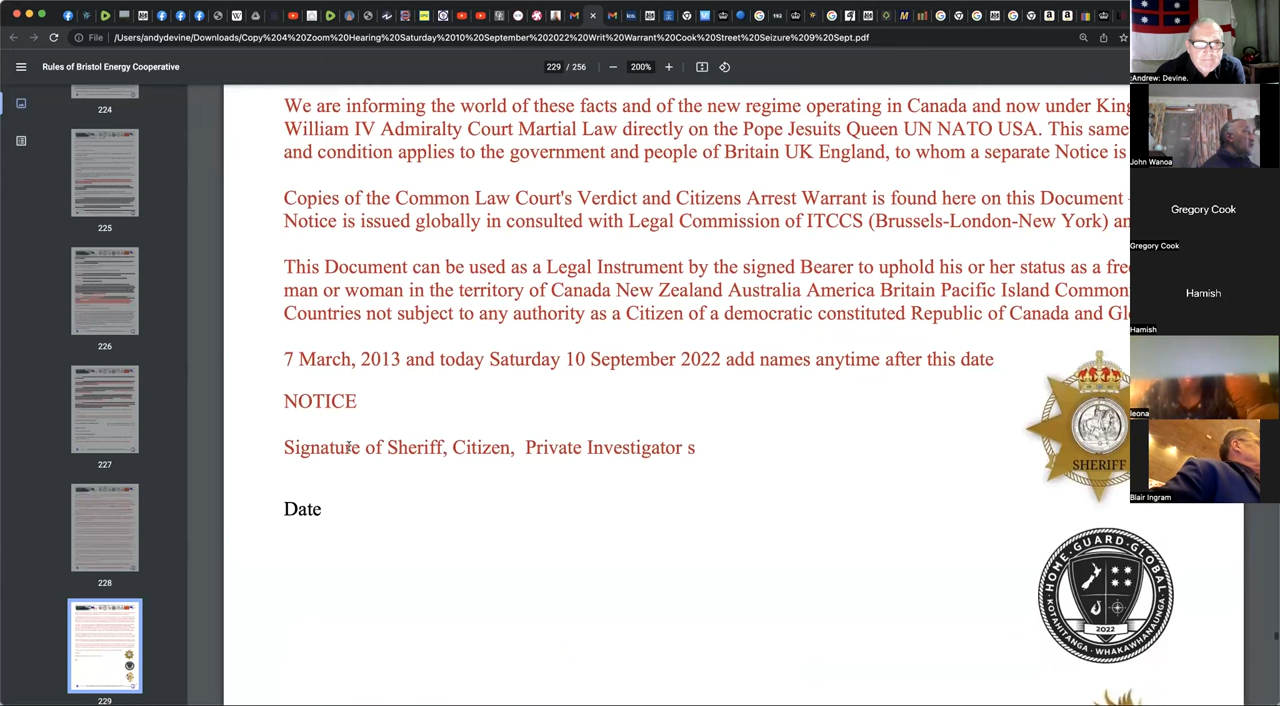 File
/Users/andydevine/Downloads/Copy%204%20Zoom%20Hearing%20Saturday%2010%20September%202022%20Writ%20Warrant%20Cook%20Street%20Seizure%209%20Sept.pdf
Rules of Bristol Energy Cooperative
229 / 256
200%
224
225
226
227
228
229
We are informing the world of these facts and of the new regime operating in Canada and now under King
William IV Admiralty Court Martial Law directly on the Pope Jesuits Queen UN NATO USA. This same
and condition applies to the government and people of Britain UK England, to whom a separate Notice is
Copies of the Common Law Court's Verdict and Citizens Arrest Warrant is found here on this Document
Notice is issued globally in consulted with Legal Commission of ITCCS (Brussels-London-New York) an
This Document can be used as a Legal Instrument by the signed Bearer to uphold his or her status as a fre
man or woman in the territory of Canada New Zealand Australia America Britain Pacific Island Common
Countries not subject to any authority as a Citizen of a democratic constituted Republic of Canada and Gl
7 March, 2013 and today Saturday 10 September 2022 add names anytime after this date
NOTICE
Signature of Sheriff, Citizen, Private Investigator s
Date
SHERIFF
HOME GUARD GLOBAL
2022
WHAKAWHANAUNGA
Andrew: Devine.
John Wanoa
Gregory Cook
Gregory Cook
Hamish
Hamish
leona
Blair Ingram